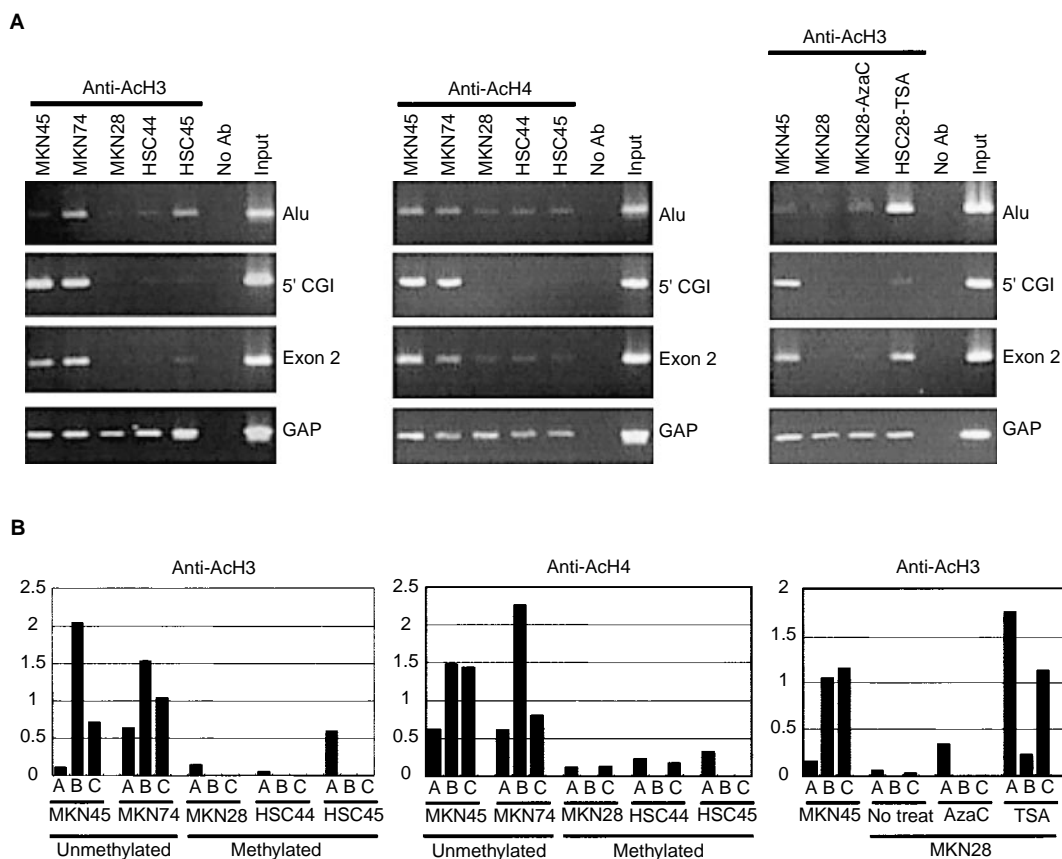 A
Anti-AcH3
MKN45 MKN74 MKN28 HSC44 HSC45 No Ab Input
Alu
5' CGI
Exon 2
GAP
Anti-AcH4
MKN45 MKN74 MKN28 HSC44 HSC45 No Ab Input
Alu
5' CGI
Exon 2
GAP
Anti-AcH3
MKN45 MKN28 MKN28-AzaC HSC28-TSA No Ab Input
Alu
5' CGI
Exon 2
GAP
B
Anti-AcH3
2.5
2
1.5
1
0.5
0
A B C A B C A B C A B C A B C
MKN45 MKN74 MKN28 HSC44 HSC45
Unmethylated Methylated
Anti-AcH4
2.5
2.0
1.5
1.0
0.5
0
A B C A B C A B C A B C A B C
MKN45 MKN74 MKN28 HSC44 HSC45
Unmethylated Methylated
Anti-AcH3
2
1
1
0.5
0
A B C A B C A B C A B C
MKN45 No treat AzaC TSA
MKN28